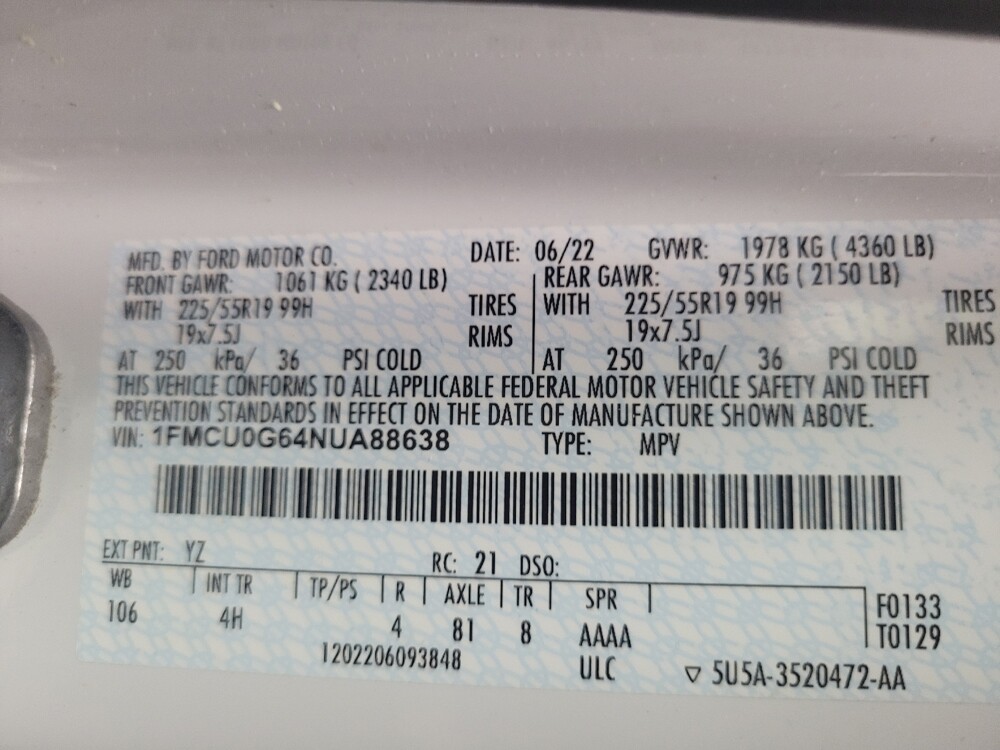 MFD. BY FORD MOTOR CO. DATE: 06/22 GVWR: 1978 KG ( 4360 LB)
FRONT GAWR: 1061 KG ( 2340 LB) REAR GAWR: 975 KG ( 2150 LB)
WITH 225/55R19 99H TIRES WITH 225/55R19 99H TIRES
19x7.5J RIMS 19x7.5J RIMS
AT 250 kPa/ 36 PSI COLD AT 250 kPa/ 36 PSI COLD
THIS VEHICLE CONFORMS TO ALL APPLICABLE FEDERAL MOTOR VEHICLE SAFETY AND THEFT
PREVENTION STANDARDS IN EFFECT ON THE DATE OF MANUFACTURE SHOWN ABOVE.
VIN: 1FMCU0G64NUA88638 TYPE: MPV
EXT PNT: YZ RC: 21 DSO:
WB INT TR TP/PS R AXLE TR SPR F0133
106 4H 4 81 8 AAAA T0129
1202206093848 ULC ▽ 5U5A-3520472-AA